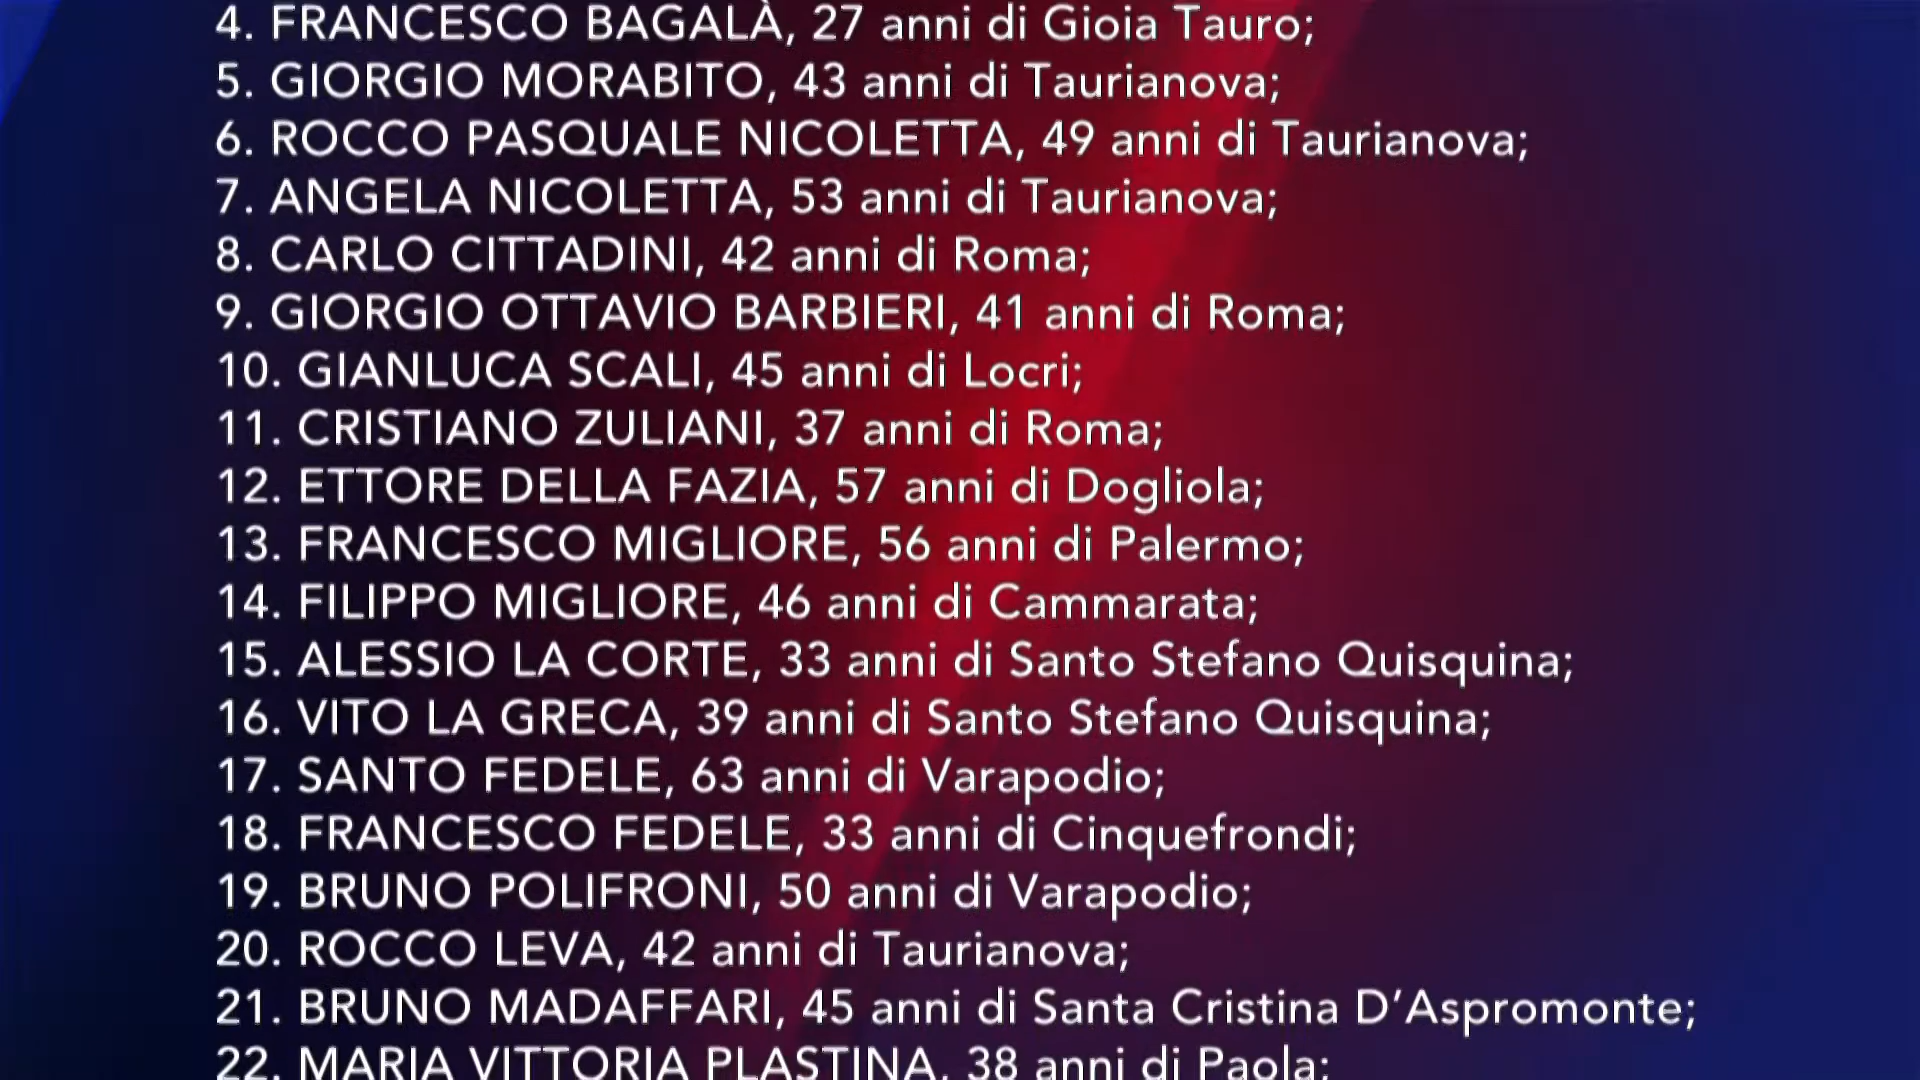 4. FRANCESCO BAGALÀ, 27 anni di Gioia Tauro;
5. GIORGIO MORABITO, 43 anni di Taurianova;
6. ROCCO PASQUALE NICOLETTA, 49 anni di Taurianova;
7. ANGELA NICOLETTA, 53 anni di Taurianova;
8. CARLO CITTADINI, 42 anni di Roma;
9. GIORGIO OTTAVIO BARBIERI, 41 anni di Roma;
10. GIANLUCA SCALI, 45 anni di Locri;
11. CRISTIANO ZULIANI, 37 anni di Roma;
12. ETTORE DELLA FAZIA, 57 anni di Dogliola;
13. FRANCESCO MIGLIORE, 56 anni di Palermo;
14. FILIPPO MIGLIORE, 46 anni di Cammarata;
15. ALESSIO LA CORTE, 33 anni di Santo Stefano Quisquina;
16. VITO LA GRECA, 39 anni di Santo Stefano Quisquina;
17. SANTO FEDELE, 63 anni di Varapodio;
18. FRANCESCO FEDELE, 33 anni di Cinquefrondi;
19. BRUNO POLIFRONI, 50 anni di Varapodio;
20. ROCCO LEVA, 42 anni di Taurianova;
21. BRUNO MADAFFARI, 45 anni di Santa Cristina D’Aspromonte;
22. MARIA VITTORIA PLASTINA, 38 anni di Paola;